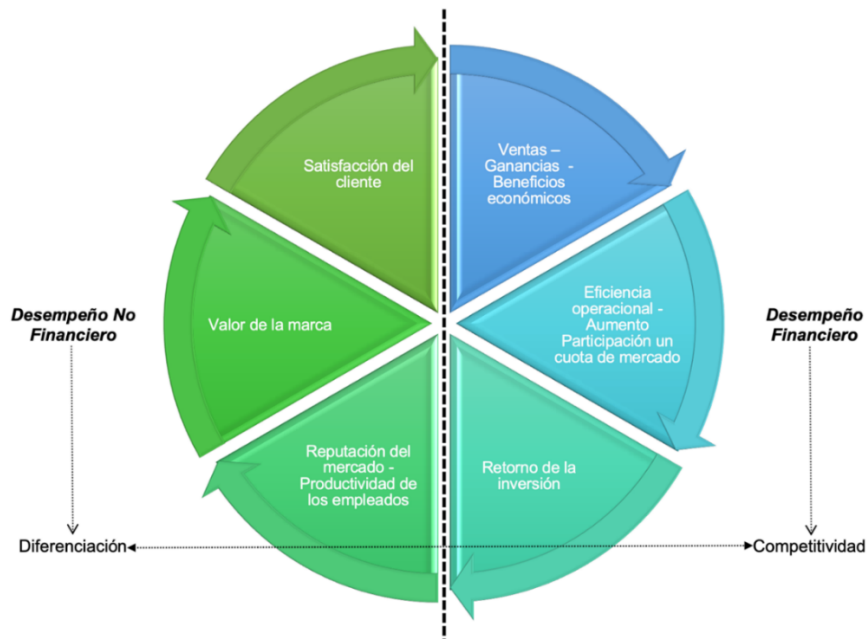 Satisfacción del
cliente
Ventas –
Ganancias -
Beneficios
económicos
Desempeño No
Financiero
Valor de la marca
Eficiencia
operacional -
Aumento
Participación un
cuota de mercado
Desempeño
Financiero
Reputación del
mercado -
Productividad de
los empleados
Retorno de la
inversión
Diferenciación
Competitividad